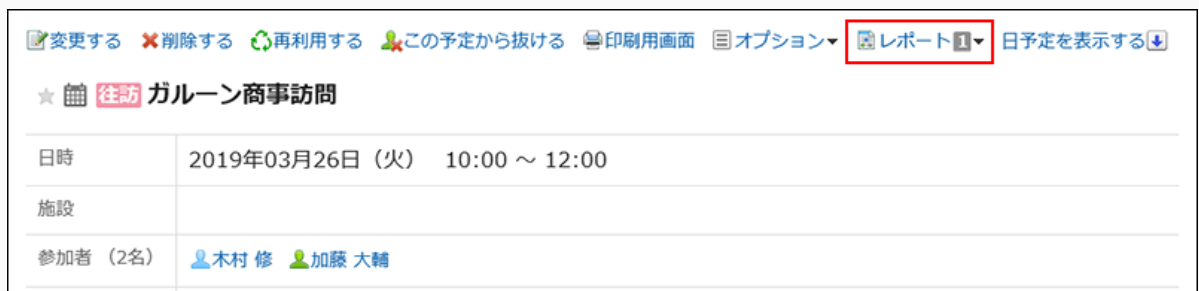 変更する 削除する 再利用する この予定から抜ける 印刷用画面 オプション レポート 1 日予定を表示する
往訪 ガルーン商事訪問
日時 2019年03月26日（火） 10:00 ～ 12:00
施設
参加者 （2名） 木村 修 加藤 大輔